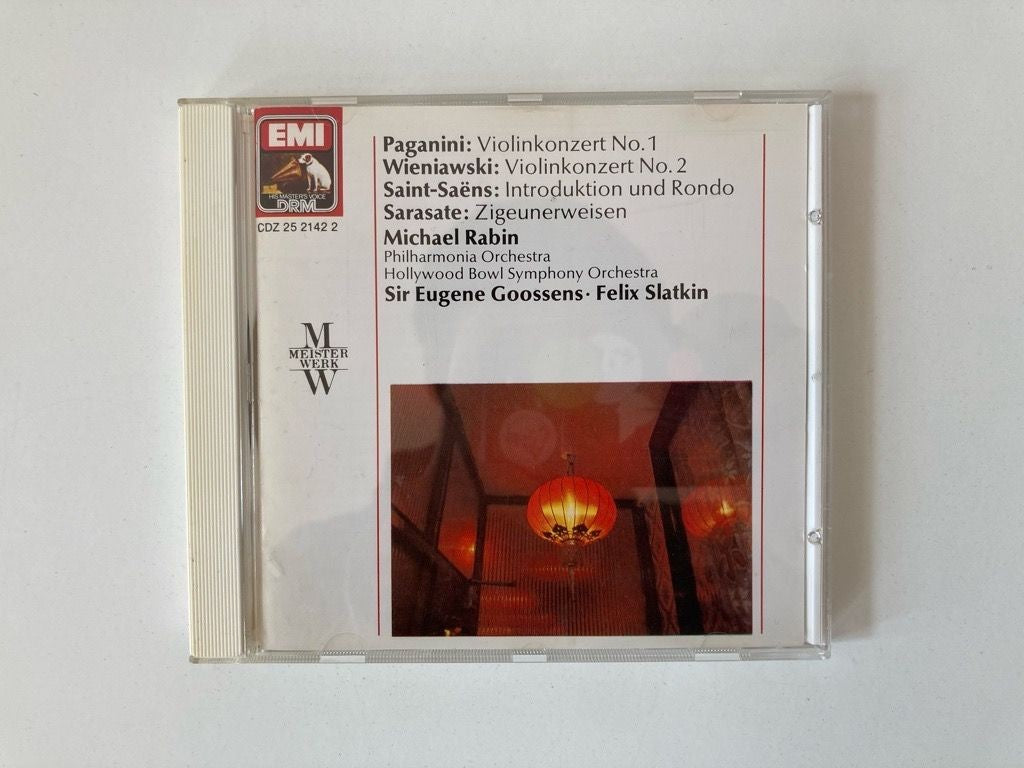 EMI
HIS MASTER'S VOICE
DRM
CDZ 25 2142 2
Paganini: Violinkonzert No. 1
Wieniawski: Violinkonzert No. 2
Saint-Saëns: Introduktion und Rondo
Sarasate: Zigeunerweisen
Michael Rabin
Philharmonia Orchestra
Hollywood Bowl Symphony Orchestra
Sir Eugene Goossens · Felix Slatkin
M
MEISTER
WERK
W